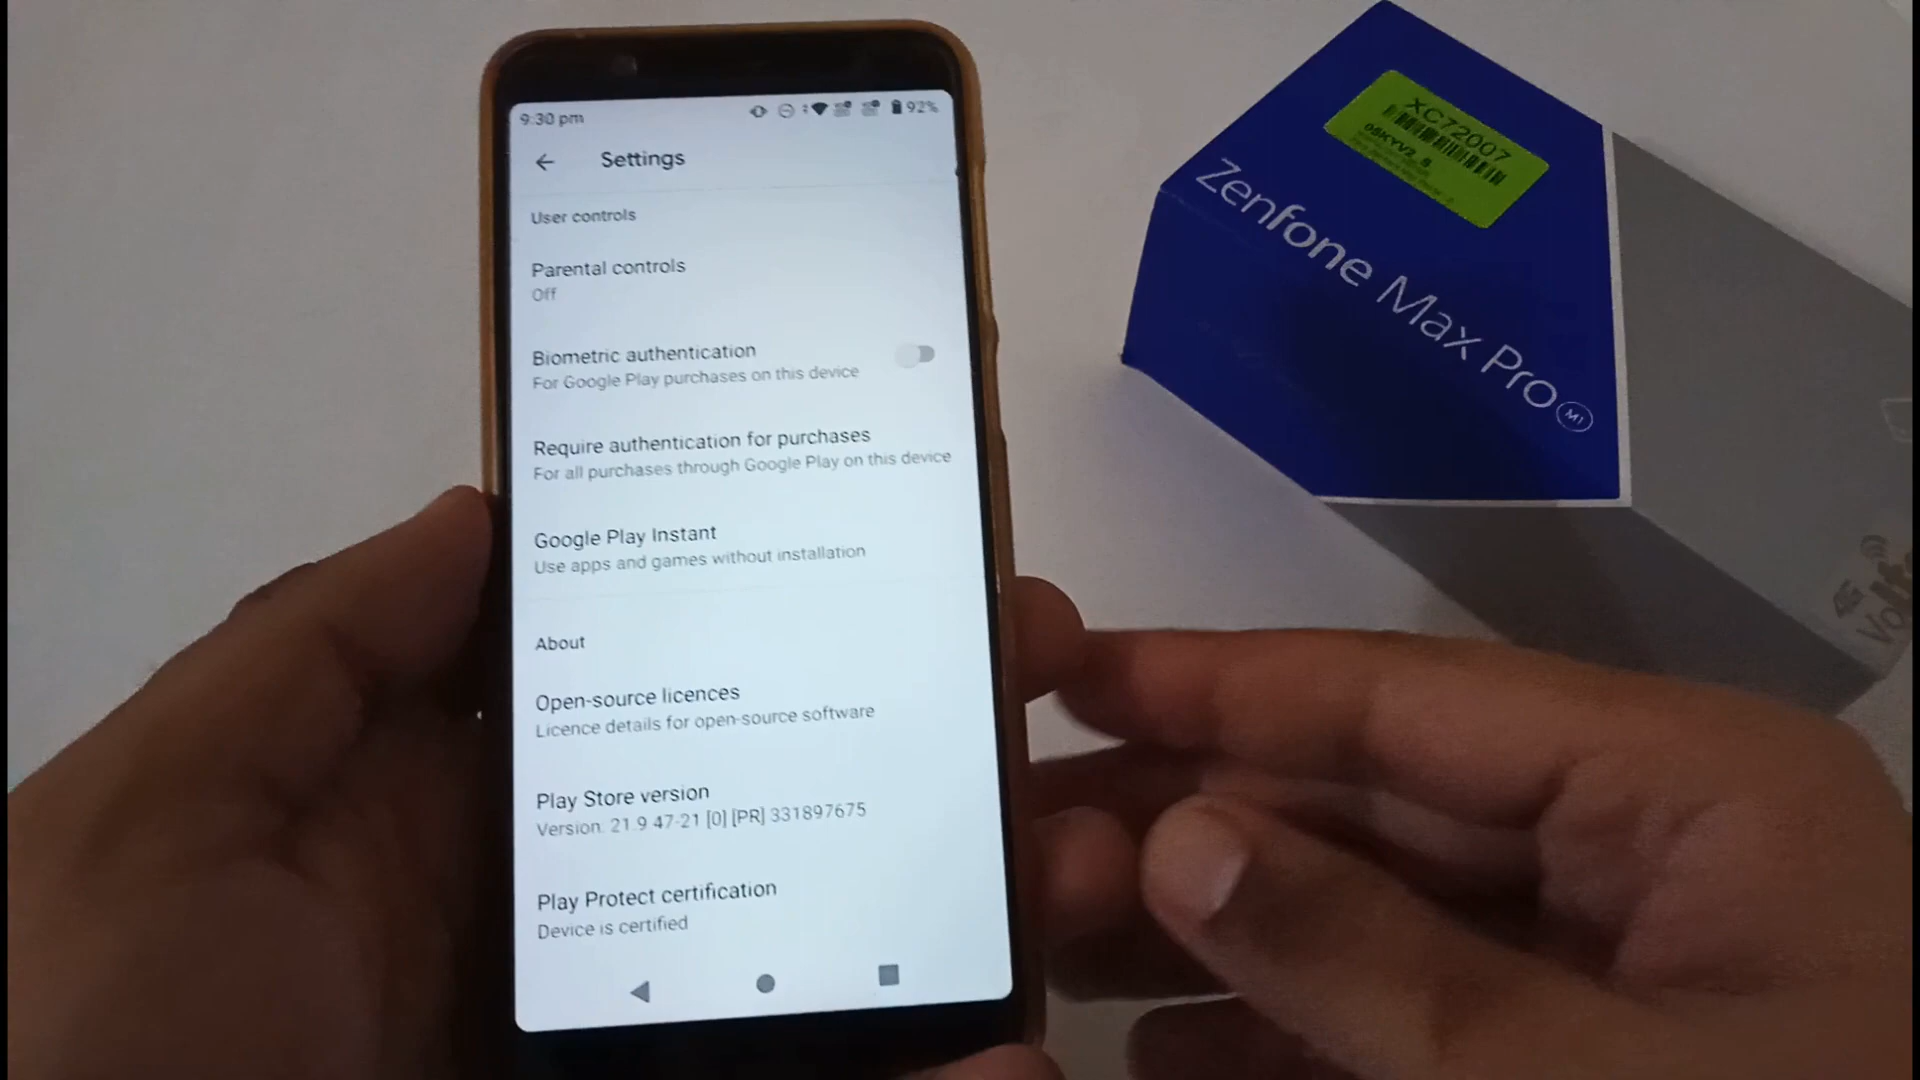 9:30 pm
92%
Settings
User controls
Parental controls
Off
Biometric authentication
For Google Play purchases on this device
Require authentication for purchases
For all purchases through Google Play on this device
Google Play Instant
Use apps and games without installation
About
Open-source licences
Licence details for open-source software
Play Store version
Version: 21.9.47-21 [0] [PR] 331897675
Play Protect certification
Device is certified
XC72007
Zenfone Max Pro M1
4G